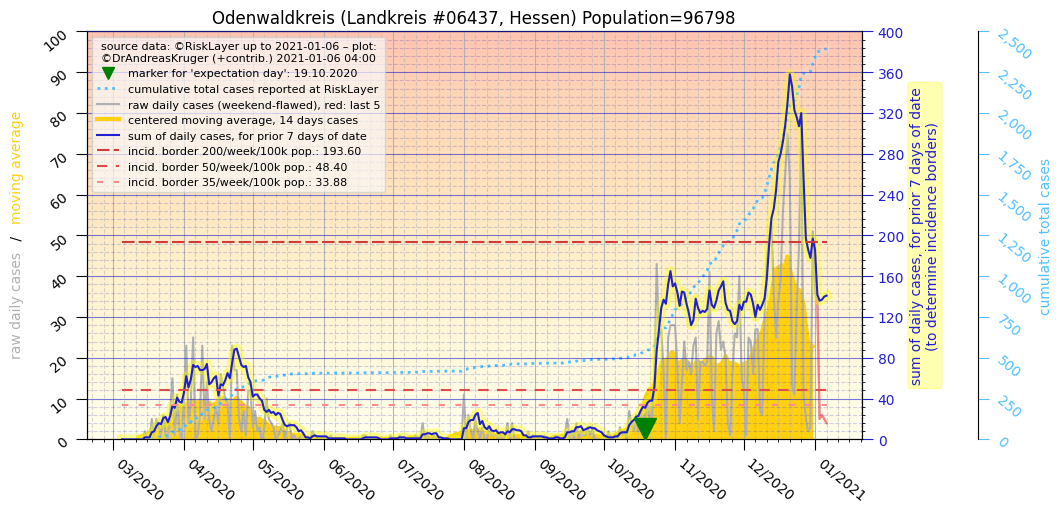 Odenwaldkreis (Landkreis #06437, Hessen) Population=96798
source data: ©RiskLayer up to 2021-01-06 – plot:
©DrAndreasKruger (+contrib.) 2021-01-06 04:00
marker for 'expectation day': 19.10.2020
cumulative total cases reported at RiskLayer
raw daily cases (weekend-flawed), red: last 5
centered moving average, 14 days cases
sum of daily cases, for prior 7 days of date
incid. border 200/week/100k pop.: 193.60
incid. border 50/week/100k pop.: 48.40
incid. border 35/week/100k pop.: 33.88
raw daily cases / moving average
100
90
80
70
60
50
40
30
20
10
0
03/2020
04/2020
05/2020
06/2020
07/2020
08/2020
09/2020
10/2020
11/2020
12/2020
01/2021
400
360
320
280
240
200
160
120
80
40
0
sum of daily cases, for prior 7 days of date
(to determine incidence borders)
2,500
2,250
2,000
1,750
1,500
1,250
1,000
750
500
250
0
cumulative total cases